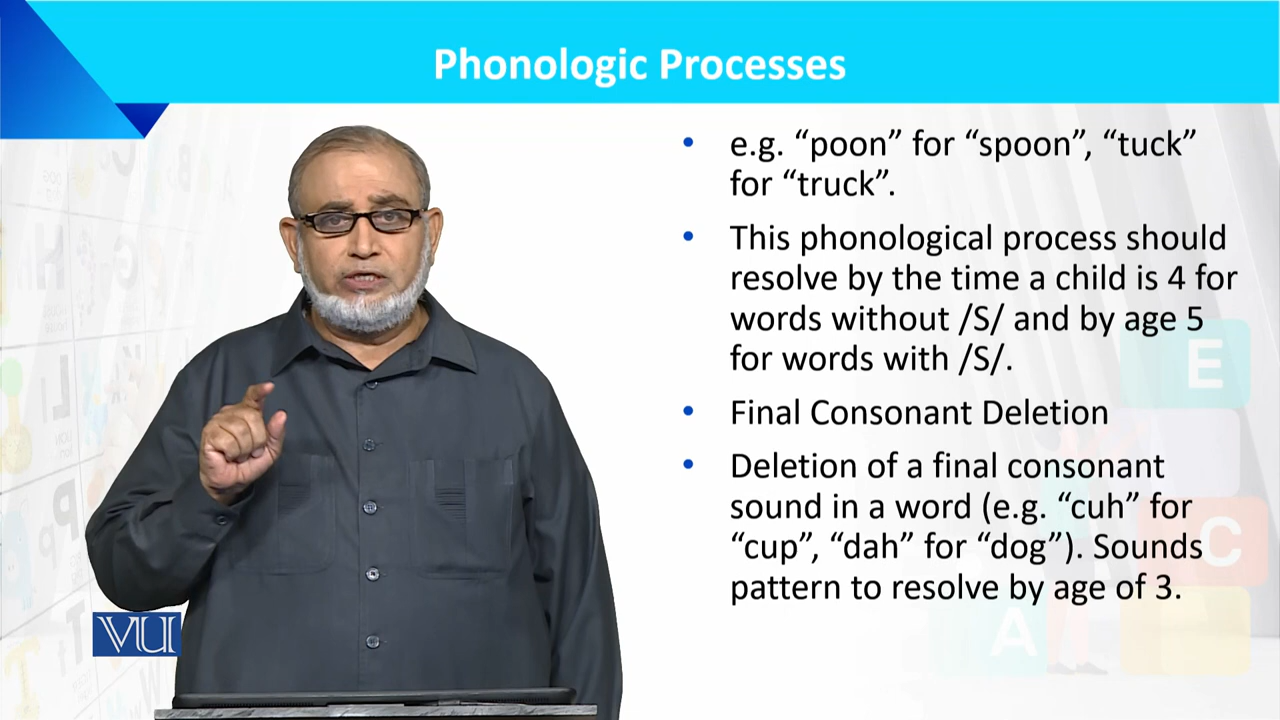 Phonologic Processes
• e.g. “poon” for “spoon”, “tuck”
for “truck”.
• This phonological process should
resolve by the time a child is 4 for
words without /S/ and by age 5
for words with /S/.
• Final Consonant Deletion
• Deletion of a final consonant
sound in a word (e.g. “cuh” for
“cup”, “dah” for “dog”). Sounds
pattern to resolve by age of 3.
VU
E
C
A